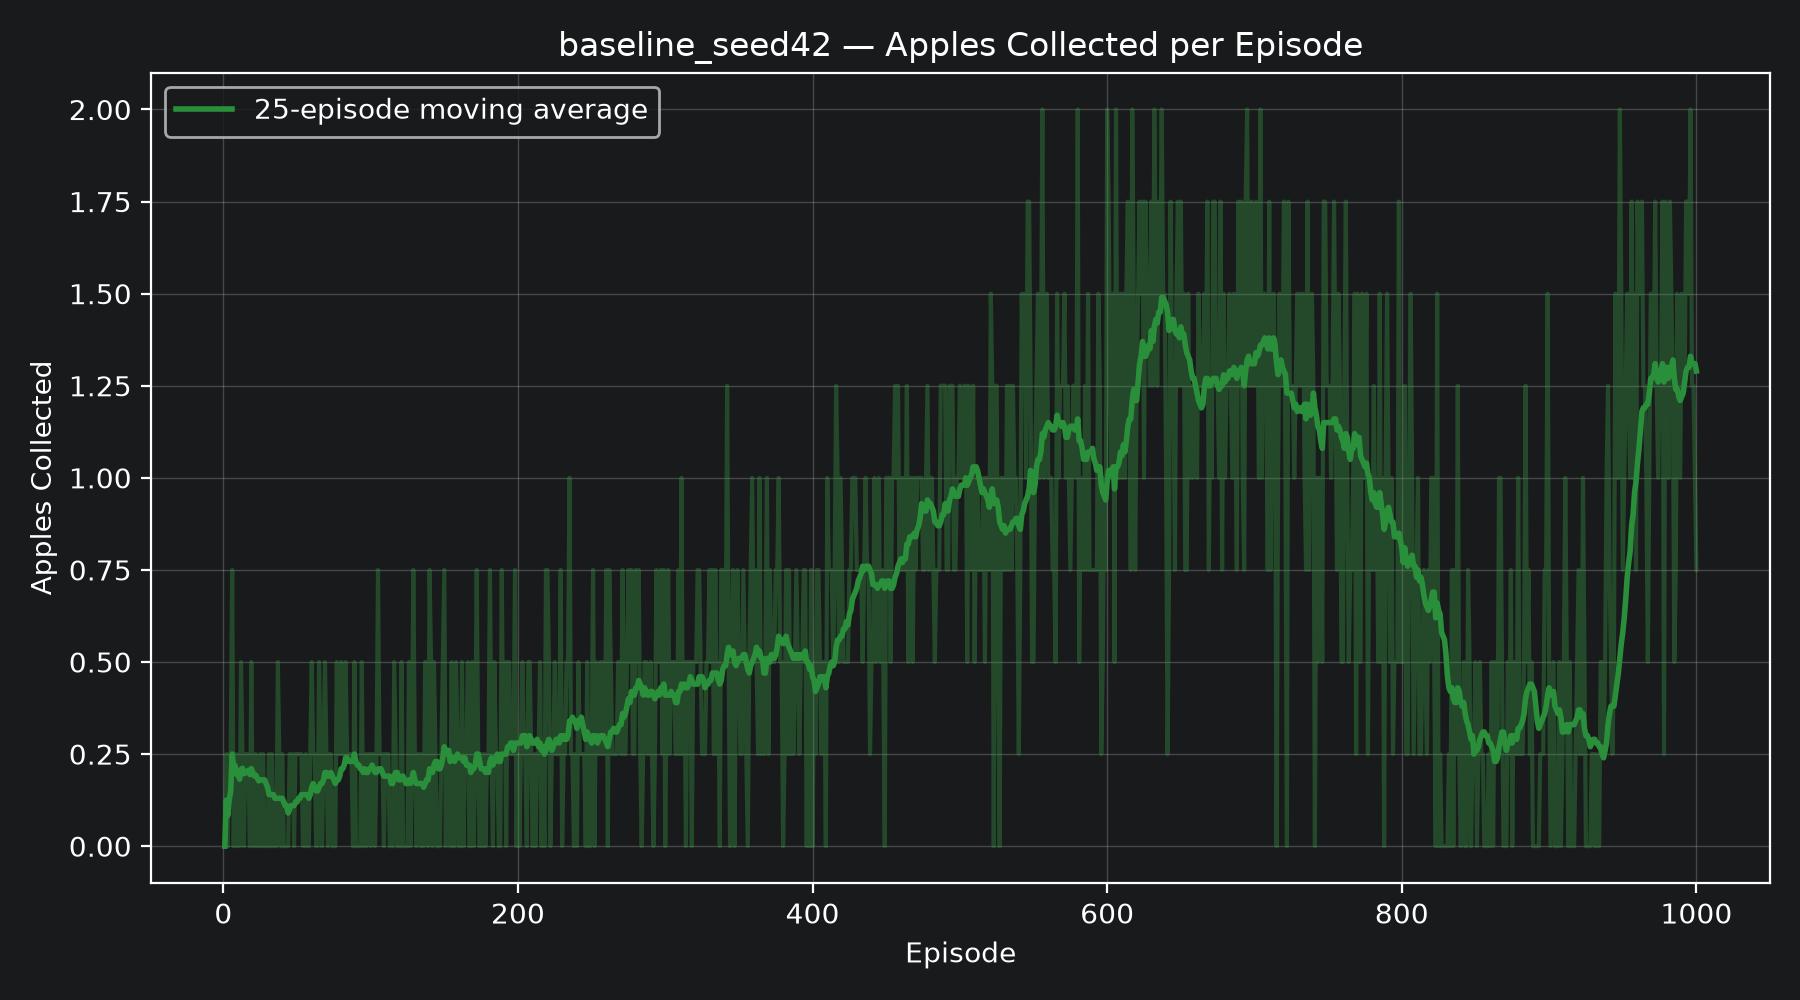 baseline_seed42 — Apples Collected per Episode
25-episode moving average
Apples Collected
2.00
1.75
1.50
1.25
1.00
0.75
0.50
0.25
0.00
0 200 400 600 800 1000
Episode